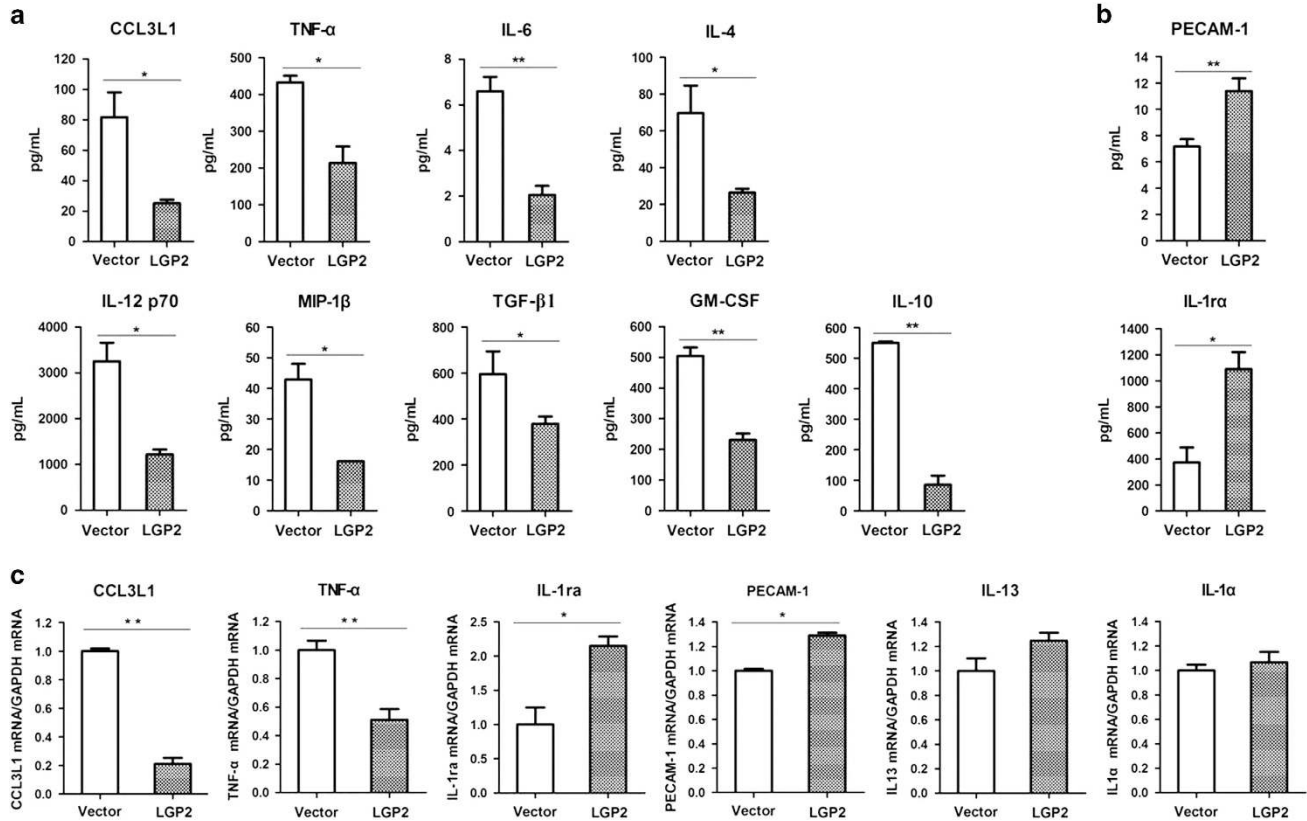 a
b
CCL3L1
TNF-α
IL-6
IL-4
PECAM-1
*
*
**
*
**
pg/mL
120
100
80
60
40
20
0
Vector LGP2
pg/mL
500
400
300
200
100
0
Vector LGP2
pg/mL
8
6
4
2
0
Vector LGP2
pg/mL
80
60
40
20
0
Vector LGP2
pg/mL
14
12
10
8
6
4
2
0
Vector LGP2
IL-12 p70
MIP-1β
TGF-β1
GM-CSF
IL-10
IL-1rα
*
*
*
**
**
*
pg/mL
4000
3000
2000
1000
0
Vector LGP2
pg/mL
60
50
40
30
20
10
0
Vector LGP2
pg/mL
800
600
400
200
0
Vector LGP2
pg/mL
600
500
400
300
200
100
0
Vector LGP2
pg/mL
600
500
400
300
200
100
0
Vector LGP2
pg/mL
1400
1200
1000
800
600
400
200
0
Vector LGP2
c
CCL3L1
TNF-α
IL-1ra
PECAM-1
IL-13
IL-1α
* *
* *
*
*
CCL3L1 mRNA/GAPDH mRNA
1.2
1.0
0.8
0.6
0.4
0.2
0.0
Vector LGP2
TNF-α mRNA/GAPDH mRNA
1.2
1.0
0.8
0.6
0.4
0.2
0.0
Vector LGP2
IL-1ra mRNA/GAPDH mRNA
2.5
2.0
1.5
1.0
0.5
0.0
Vector LGP2
PECAM-1 mRNA/GAPDH mRNA
1.4
1.2
1.0
0.8
0.6
0.4
0.2
0.0
Vector LGP2
IL13 mRNA/GAPDH mRNA
1.4
1.2
1.0
0.8
0.6
0.4
0.2
0.0
Vector LGP2
IL1α mRNA/GAPDH mRNA
1.4
1.2
1.0
0.8
0.6
0.4
0.2
0.0
Vector LGP2